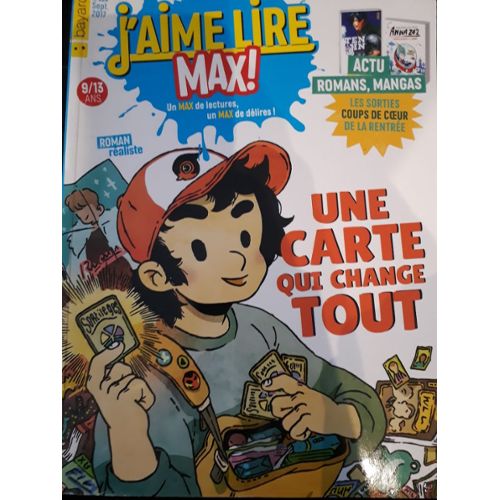 bayard
Sept.
J'AIME LIRE
MAX!
9/13
ANS
Un MAX de lectures,
un MAX de délires !
ACTU
ROMANS, MANGAS
LES SORTIES
COUPS DE CŒUR
DE LA RENTRÉE
ROMAN
réaliste
UNE
CARTE
QUI CHANGE
TOUT
Sortilèges